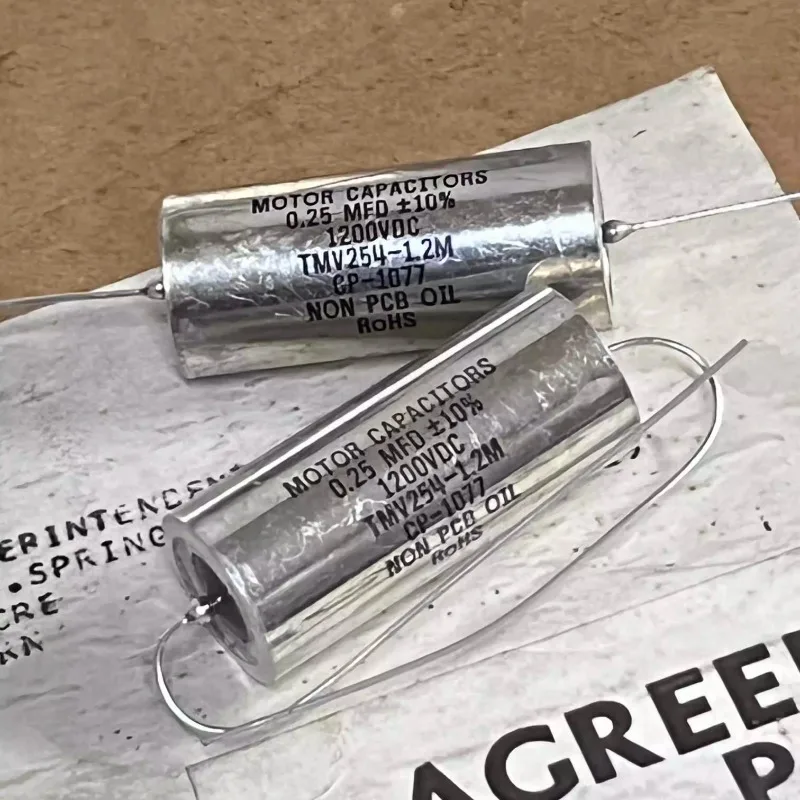 MOTOR CAPACITORS
0.25 MFD ±10%
1200VDC
TMV254-1.2M
CP-1077
NON PCB OIL
RoHS
MOTOR CAPACITORS
0.25 MFD ±10%
1200VDC
TMV254-1.2M
CP-1077
NON PCB OIL
RoHS
ERINTENDENT
.SPRING
CRE
AGREE
P